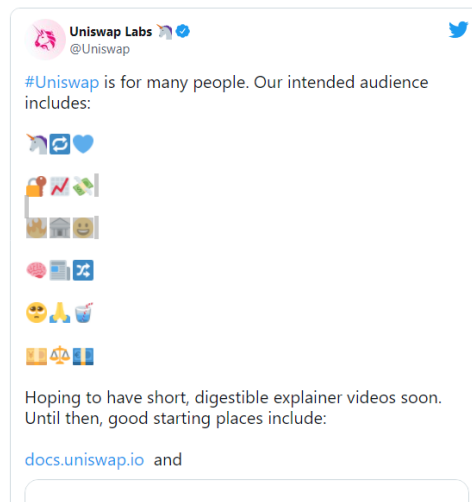 Uniswap Labs 🦄
@Uniswap
#Uniswap is for many people. Our intended audience
includes:
🦄🔁💙
🔐📈💸
🔥🏛😀
🧠📰🔀
🥺🙏🥤
💴⚖💶
Hoping to have short, digestible explainer videos soon.
Until then, good starting places include:
docs.uniswap.io and